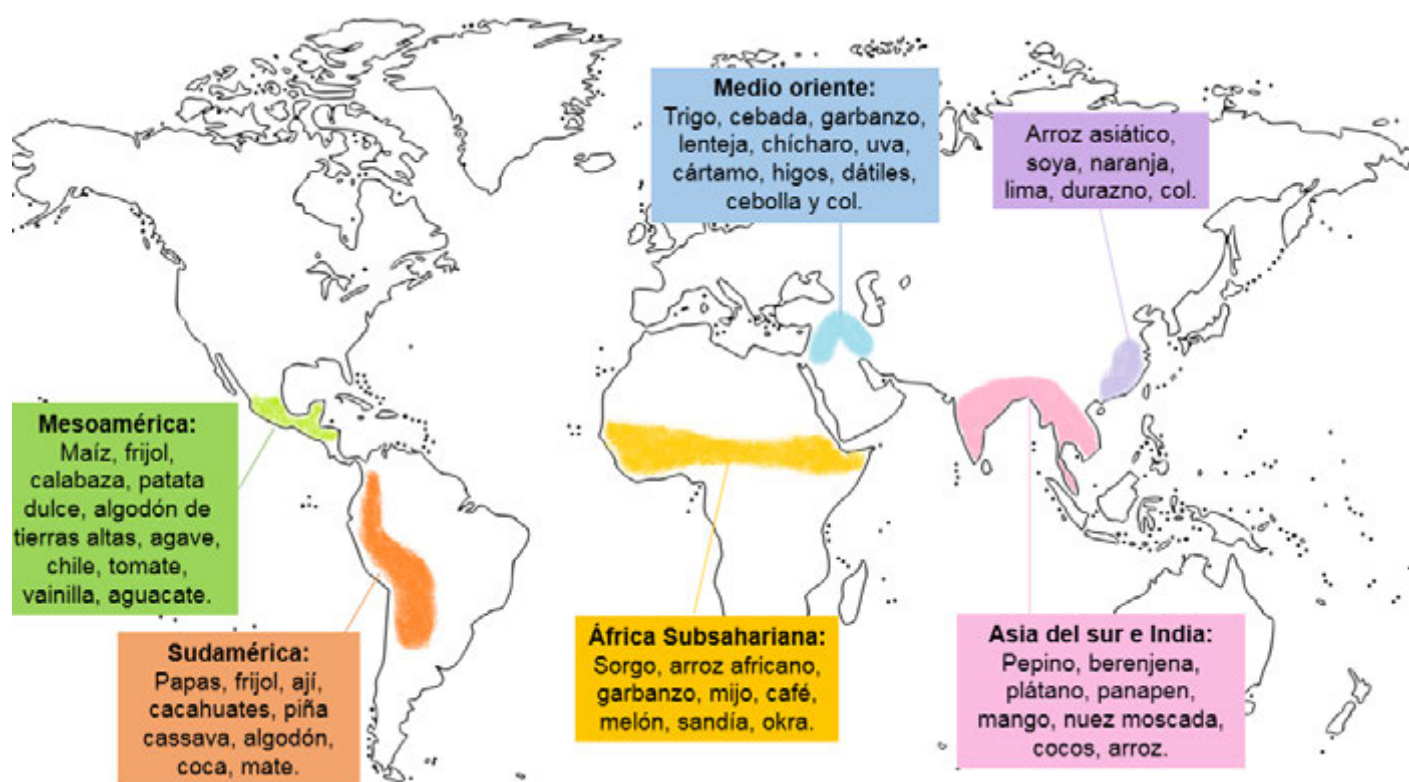 Medio oriente:
Trigo, cebada, garbanzo,
lenteja, chícharo, uva,
cártamo, higos, dátiles,
cebolla y col.
Arroz asiático,
soya, naranja,
lima, durazno, col.
Mesoamérica:
Maíz, frijol,
calabaza, patata
dulce, algodón de
tierras altas, agave,
chile, tomate,
vainilla, aguacate.
Sudamérica:
Papas, frijol, ají,
cacahuates, piña
cassava, algodón,
coca, mate.
África Subsahariana:
Sorgo, arroz africano,
garbanzo, mijo, café,
melón, sandía, okra.
Asia del sur e India:
Pepino, berenjena,
plátano, panapen,
mango, nuez moscada,
cocos, arroz.